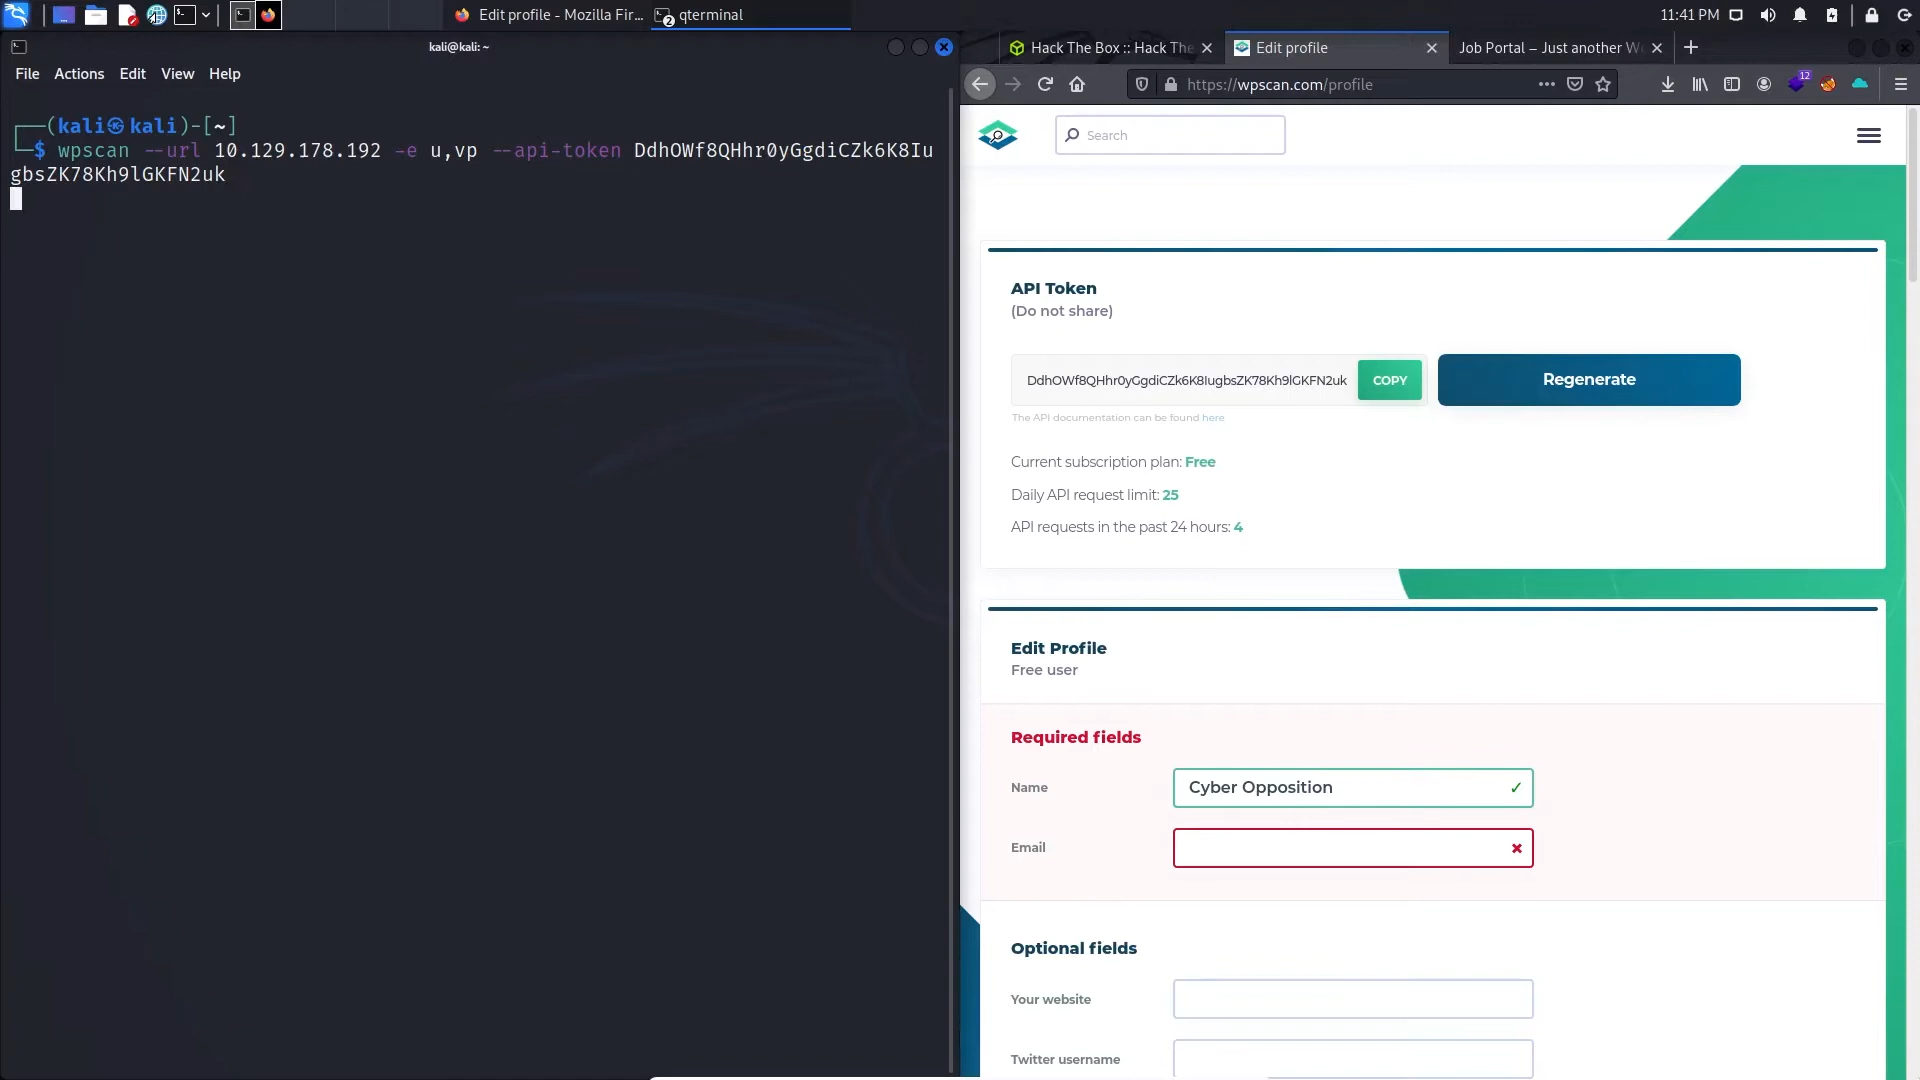 Edit profile - Mozilla Fir...
qterminal
2
11:41 PM
kali@kali: ~
File Actions Edit View Help
(kali㉿kali)-[~]
$ wpscan --url 10.129.178.192 -e u,vp --api-token DdhOWf8QHhr0yGgdiCZk6K8Iu
gbsZK78Kh9lGKFN2uk
Hack The Box :: Hack The
Edit profile
Job Portal – Just another W
https://wpscan.com/profile
12
Search
API Token
(Do not share)
DdhOWf8QHhr0yGgdiCZk6K8IugbsZK78Kh9lGKFN2uk
COPY
Regenerate
The API documentation can be found here
Current subscription plan: Free
Daily API request limit: 25
API requests in the past 24 hours: 4
Edit Profile
Free user
Required fields
Name
Cyber Opposition
Email
Optional fields
Your website
Twitter username